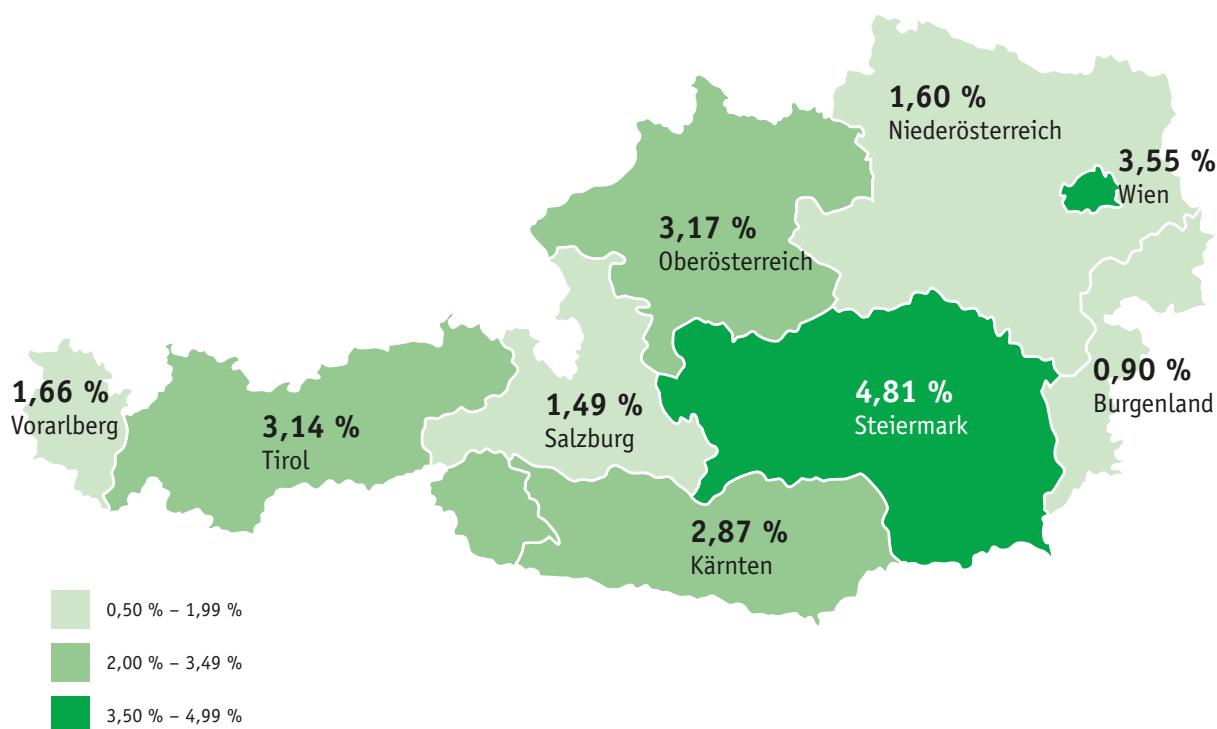 1,60 %
Niederösterreich
3,55 %
Wien
3,17 %
Oberösterreich
1,66 %
Vorarlberg
3,14 %
Tirol
1,49 %
Salzburg
4,81 %
Steiermark
0,90 %
Burgenland
2,87 %
Kärnten
0,50 % – 1,99 %
2,00 % – 3,49 %
3,50 % – 4,99 %